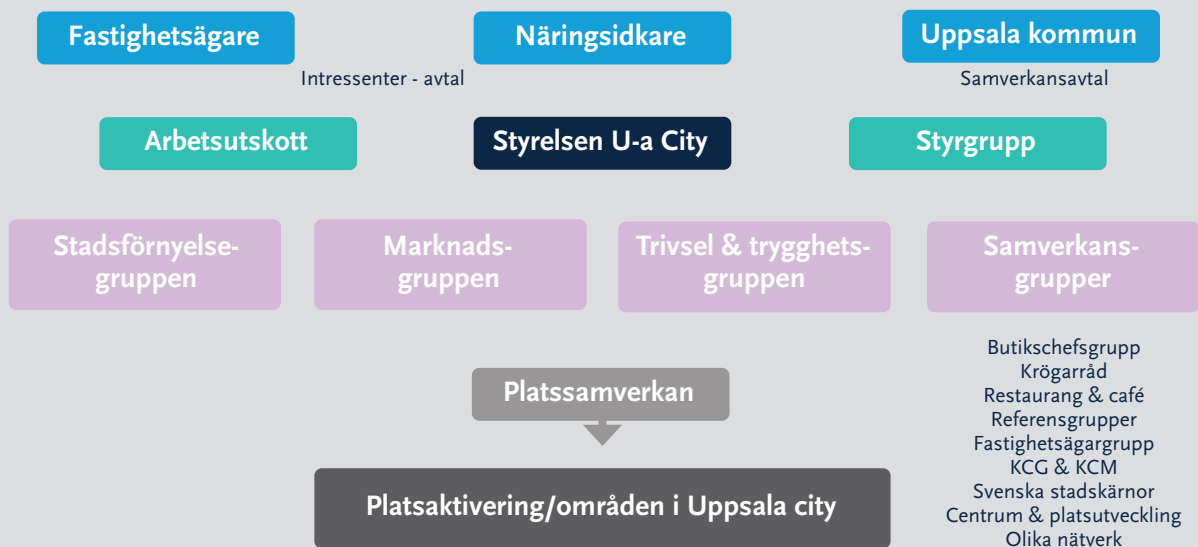 Fastighetsägare
Näringsidkare
Uppsala kommun
Intressenter - avtal
Samverkansavtal
Arbetsutskott
Styrelsen U-a City
Styrgrupp
Stadsförnyelse-
gruppen
Marknads-
gruppen
Trivsel & trygghets-
gruppen
Samverkans-
grupper
Butikschefsgrupp
Krögarråd
Restaurang & café
Referensgrupper
Fastighetsägargrupp
KCG & KCM
Svenska stadskärnor
Centrum & platsutveckling
Olika nätverk
Platssamverkan
Platsaktivering/områden i Uppsala city